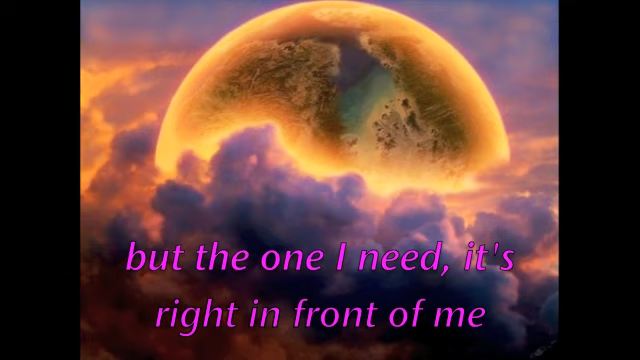 but the one I need, it's
right in front of me